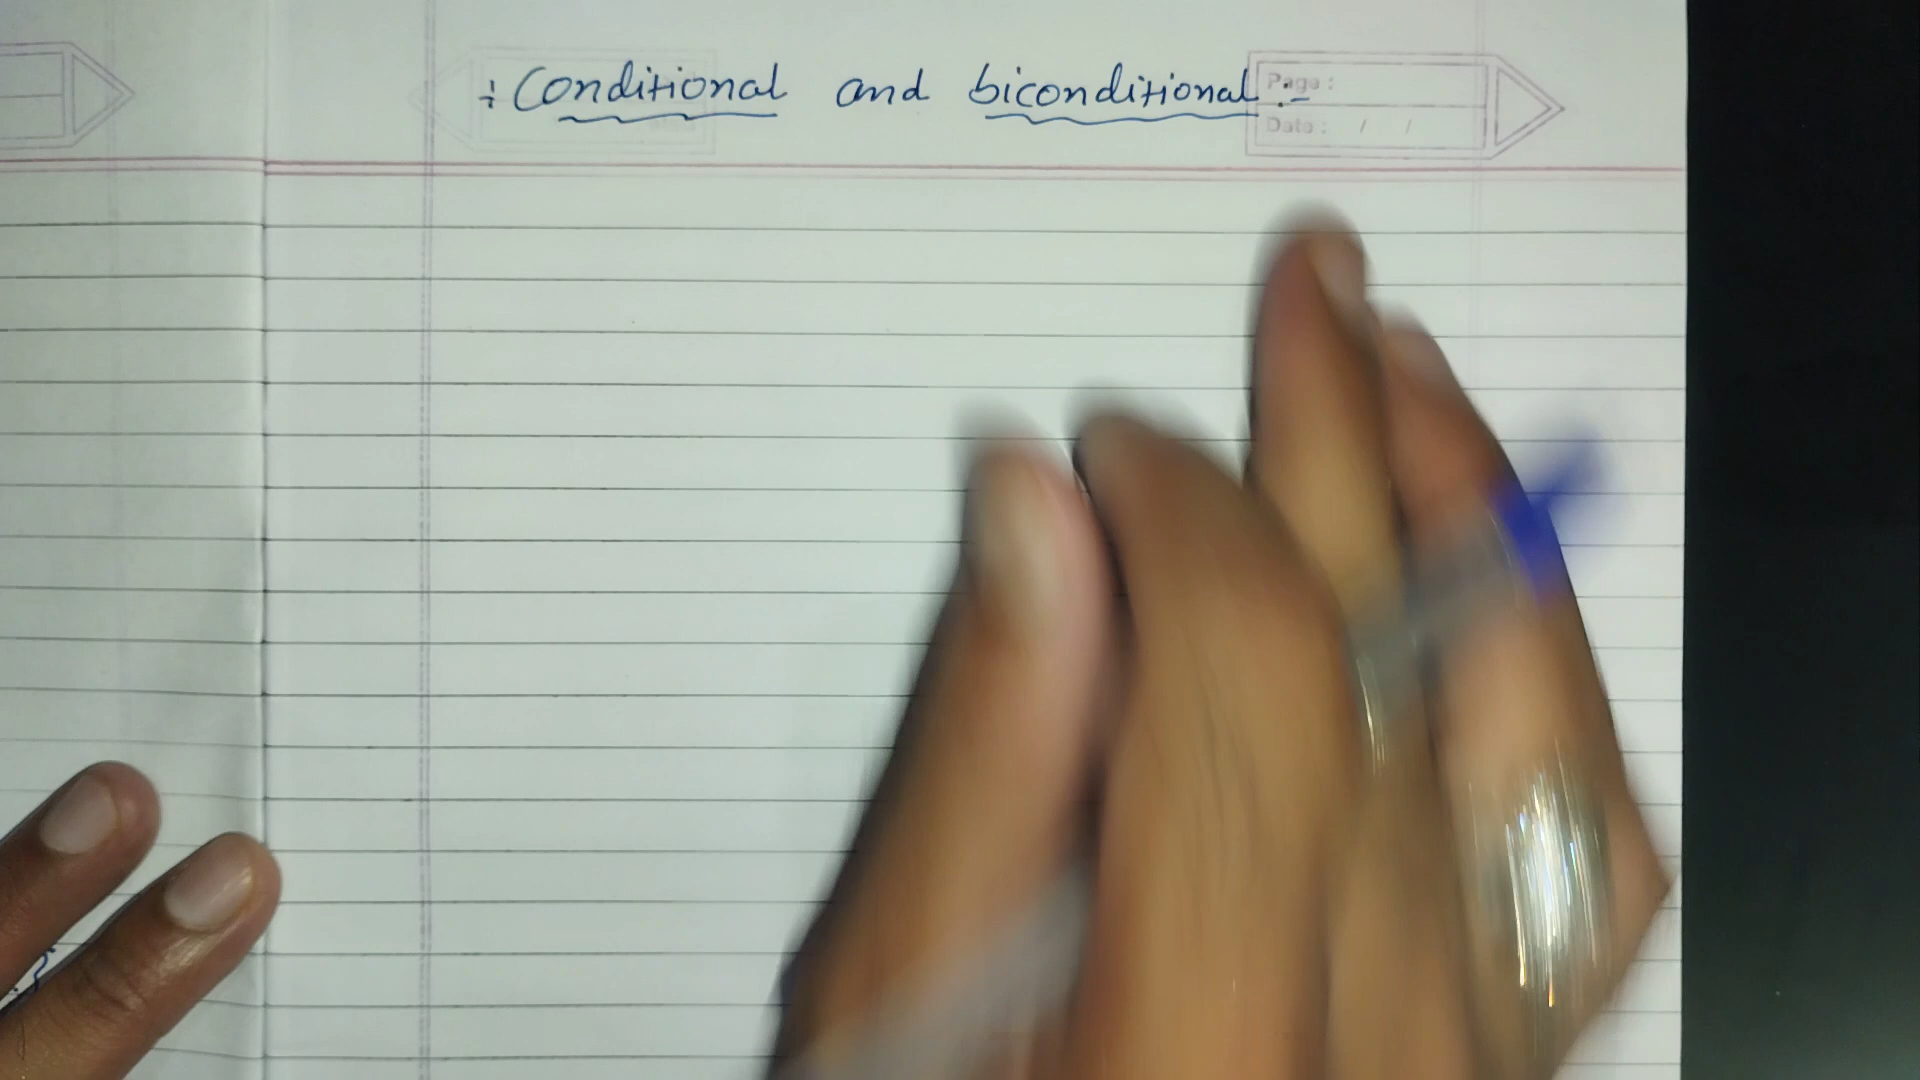 ÷ Conditional and biconditional :-
Page :
Date : / /